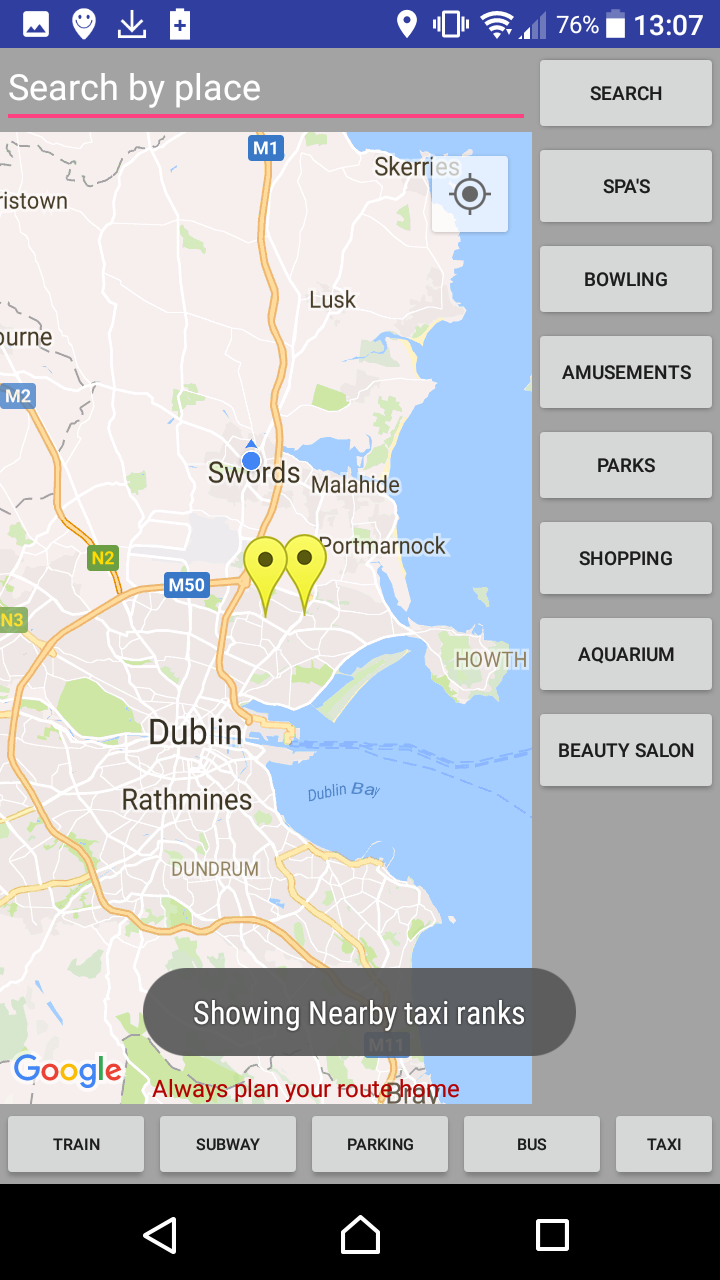 76% 13:07
Search by place
SEARCH
SPA'S
BOWLING
AMUSEMENTS
PARKS
SHOPPING
AQUARIUM
BEAUTY SALON
M1
Skerries
ristown
Lusk
ourne
M2
Swords
Malahide
Portmarnock
N2
M50
N3
HOWTH
Dublin
Dublin Bay
Rathmines
DUNDRUM
Showing Nearby taxi ranks
M11
Google
Always plan your route home
Bray
TRAIN
SUBWAY
PARKING
BUS
TAXI